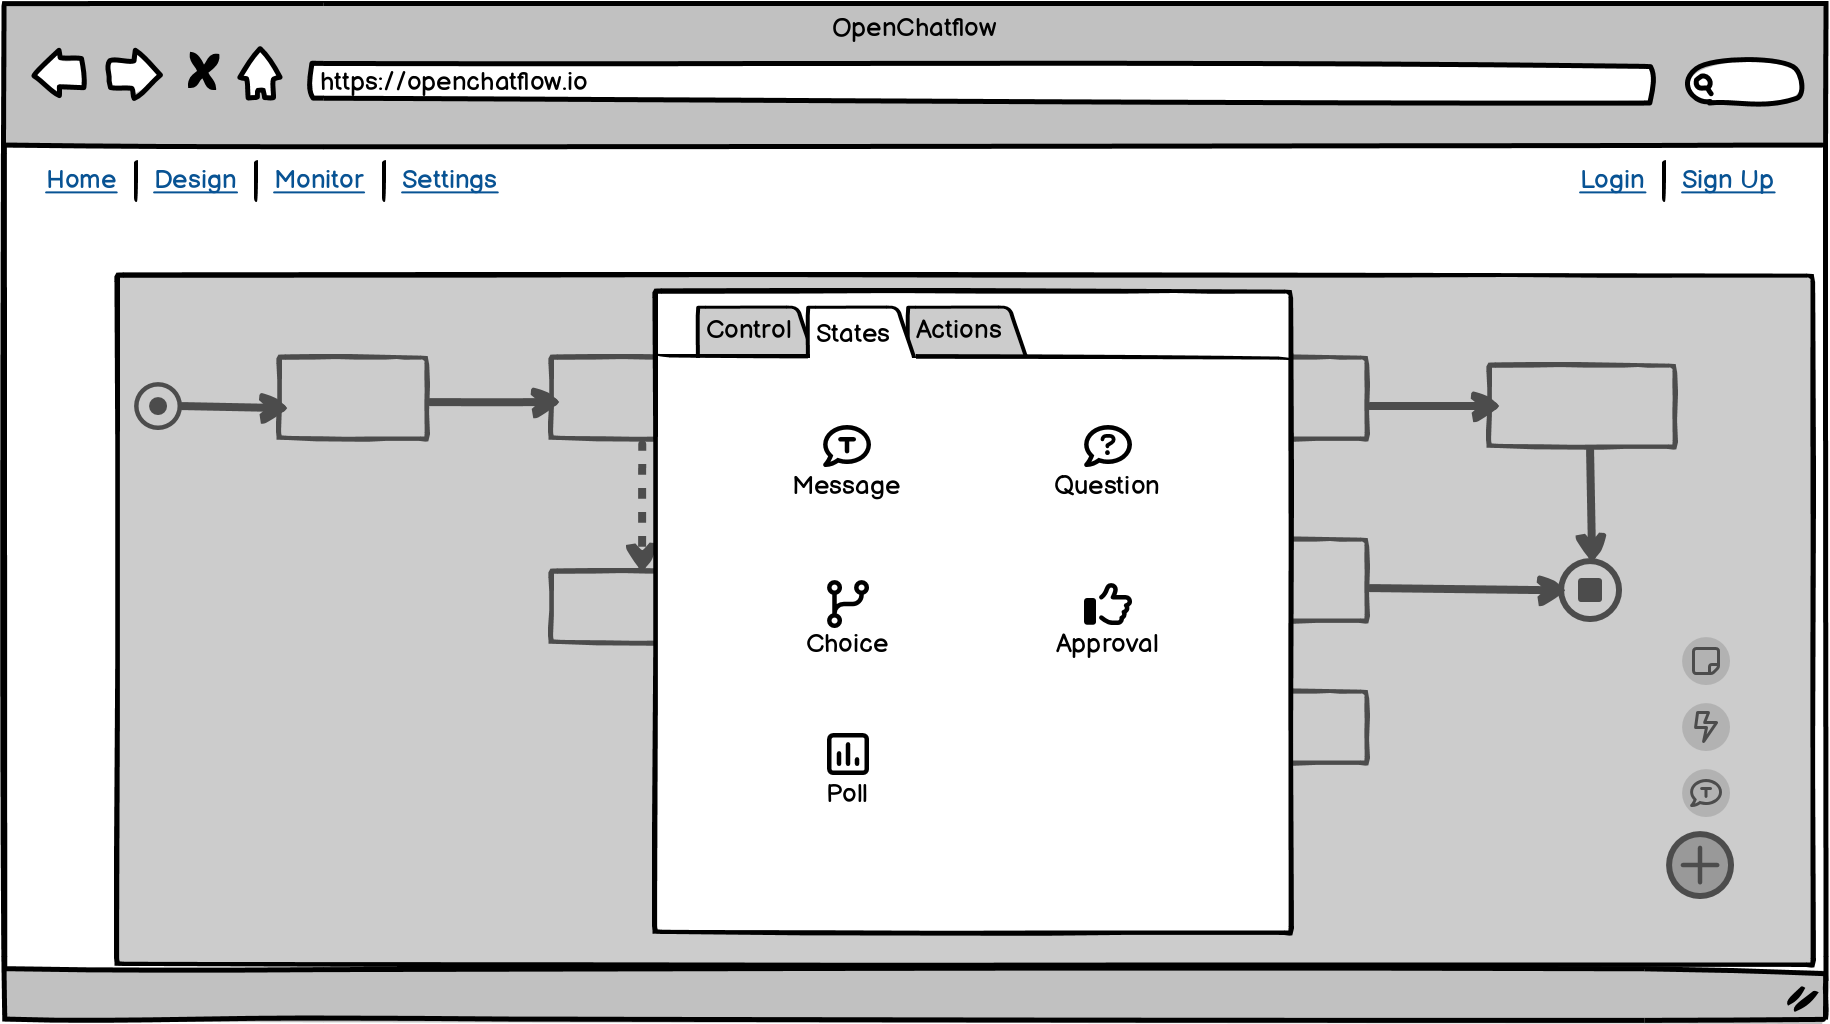 OpenChatflow
https://openchatflow.io
Home Design Monitor Settings Login Sign Up
Control States Actions
T ?
Message Question
Choice Approval
Poll
T